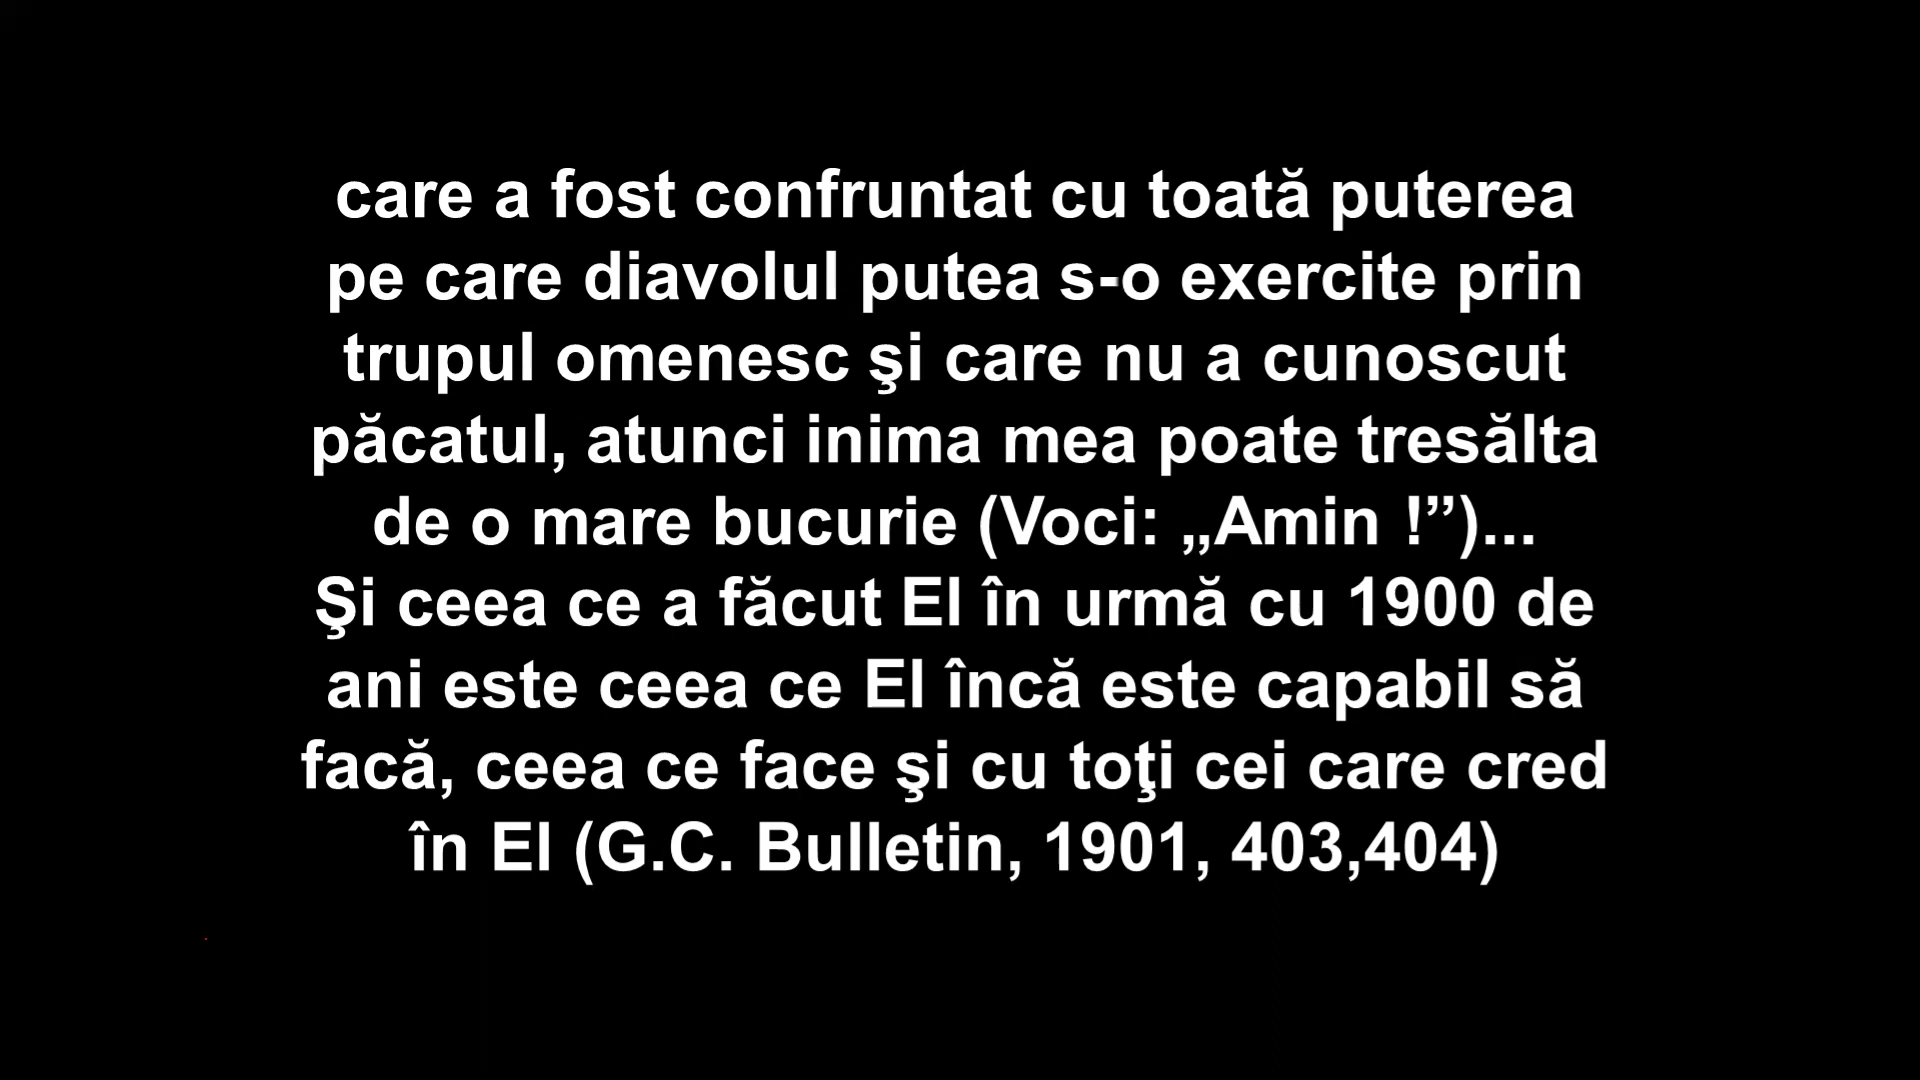 care a fost confruntat cu toată puterea
pe care diavolul putea s-o exercite prin
trupul omenesc şi care nu a cunoscut
păcatul, atunci inima mea poate tresălta
de o mare bucurie (Voci: „Amin !”)...
Şi ceea ce a făcut El în urmă cu 1900 de
ani este ceea ce El încă este capabil să
facă, ceea ce face şi cu toţi cei care cred
în El (G.C. Bulletin, 1901, 403,404)